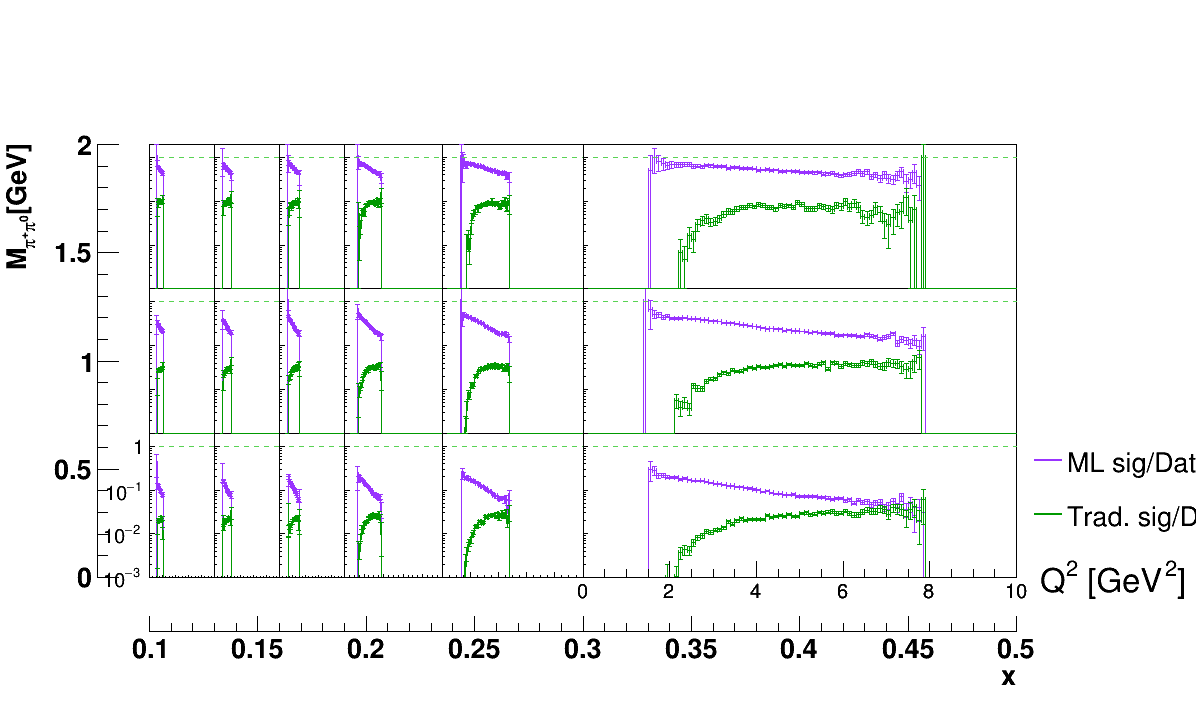 M π⁺π⁰ [GeV]
2
1.5
1
0.5
0
1
10⁻¹
10⁻²
10⁻³
ML sig/Dat
Trad. sig/D
0 2 4 6 8 10
Q² [GeV²]
0.1 0.15 0.2 0.25 0.3 0.35 0.4 0.45 0.5
x